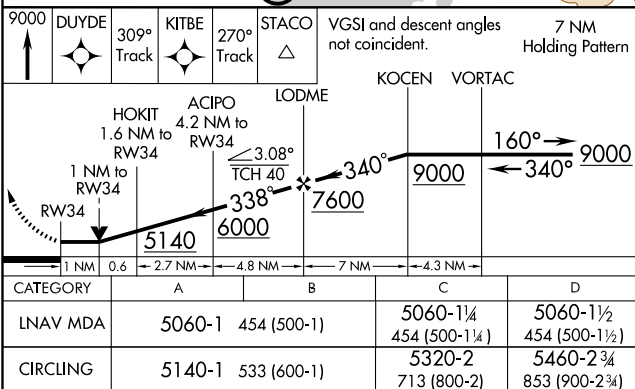 9000 DUYDE 309° Track KITBE 270° Track STACO
VGSI and descent angles not coincident.
7 NM Holding Pattern
KOCEN VORTAC
LODME
ACIPO 4.2 NM to RW34
HOKIT 1.6 NM to RW34
1 NM to RW34
RW34
3.08° TCH 40
160°
340°
9000
9000
340°
7600
338°
6000
5140
1 NM 0.6 2.7 NM 4.8 NM 7 NM 4.3 NM
CATEGORY A B C D
LNAV MDA 5060-1 454 (500-1) 5060-1¼ 454 (500-1¼) 5060-1½ 454 (500-1½)
CIRCLING 5140-1 533 (600-1) 5320-2 713 (800-2) 5460-2¾ 853 (900-2¾)